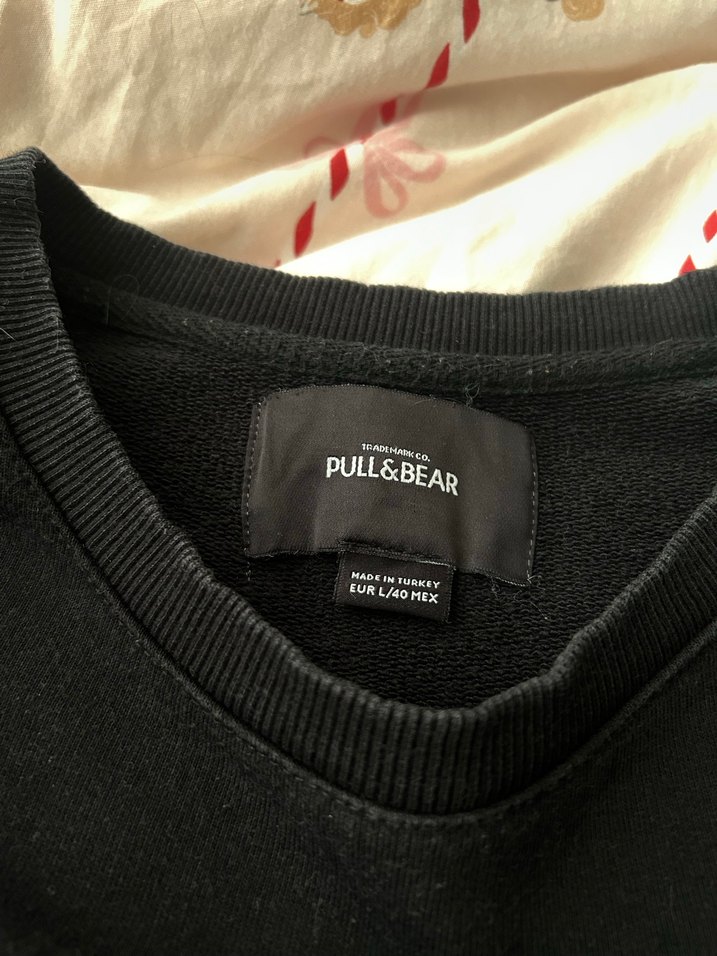 TRADEMARK CO.
PULL&BEAR
MADE IN TURKEY
EUR L/40 MEX